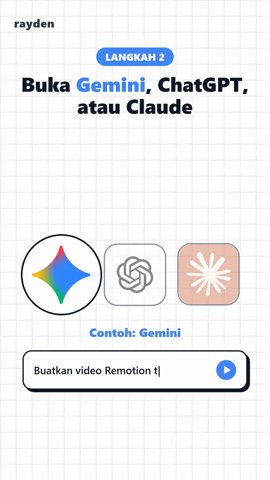 rayden
LANGKAH 2
Buka Gemini, ChatGPT,
atau Claude
Contoh: Gemini
Buatkan video Remotion t|